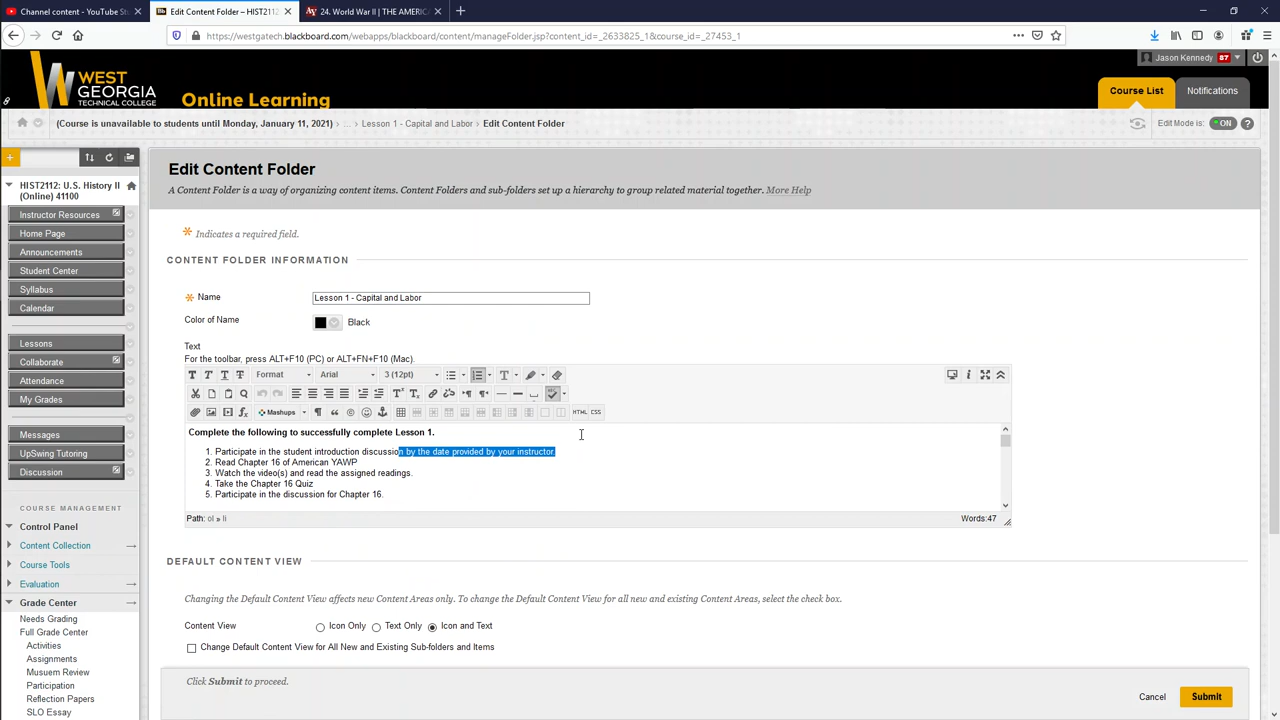 Channel content - YouTube St
Edit Content Folder – HIST2112
24. World War II | THE AMERICA
https://westgatech.blackboard.com/webapps/blackboard/content/manageFolder.jsp?content_id=_2633825_1&course_id=_27453_1
Jason Kennedy 87
WEST
GEORGIA
TECHNICAL COLLEGE
Online Learning
Course List
Notifications
(Course is unavailable to students until Monday, January 11, 2021) > ... > Lesson 1 - Capital and Labor > Edit Content Folder
Edit Mode is: ON ?
HIST2112: U.S. History II
(Online) 41100
Instructor Resources
Home Page
Announcements
Student Center
Syllabus
Calendar
Lessons
Collaborate
Attendance
My Grades
Messages
UpSwing Tutoring
Discussion
COURSE MANAGEMENT
Control Panel
Content Collection
Course Tools
Evaluation
Grade Center
Needs Grading
Full Grade Center
Activities
Assignments
Musuem Review
Participation
Reflection Papers
SLO Essay
Edit Content Folder
A Content Folder is a way of organizing content items. Content Folders and sub-folders set up a hierarchy to group related material together. More Help
* Indicates a required field.
CONTENT FOLDER INFORMATION
* Name
Lesson 1 - Capital and Labor
Color of Name
Black
Text
For the toolbar, press ALT+F10 (PC) or ALT+FN+F10 (Mac).
Format
Arial
3 (12pt)
Mashups
HTML CSS
Complete the following to successfully complete Lesson 1.
1. Participate in the student introduction discussion by the date provided by your instructor.
2. Read Chapter 16 of American YAWP
3. Watch the video(s) and read the assigned readings.
4. Take the Chapter 16 Quiz
5. Participate in the discussion for Chapter 16.
Path: ol » li
Words:47
DEFAULT CONTENT VIEW
Changing the Default Content View affects new Content Areas only. To change the Default Content View for all new and existing Content Areas, select the check box.
Content View
Icon Only
Text Only
Icon and Text
Change Default Content View for All New and Existing Sub-folders and Items
Click Submit to proceed.
Cancel
Submit